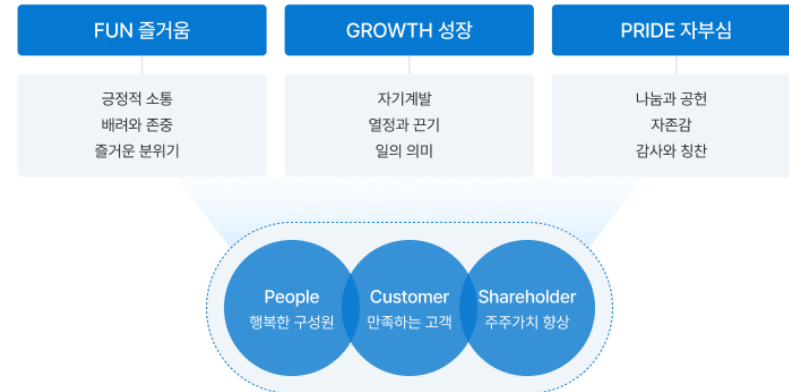 FUN 즐거움
GROWTH 성장
PRIDE 자부심
긍정적 소통
배려와 존중
즐거운 분위기
자기계발
열정과 끈기
일의 의미
나눔과 공헌
자존감
감사와 칭찬
People
행복한 구성원
Customer
만족하는 고객
Shareholder
주주가치 향상